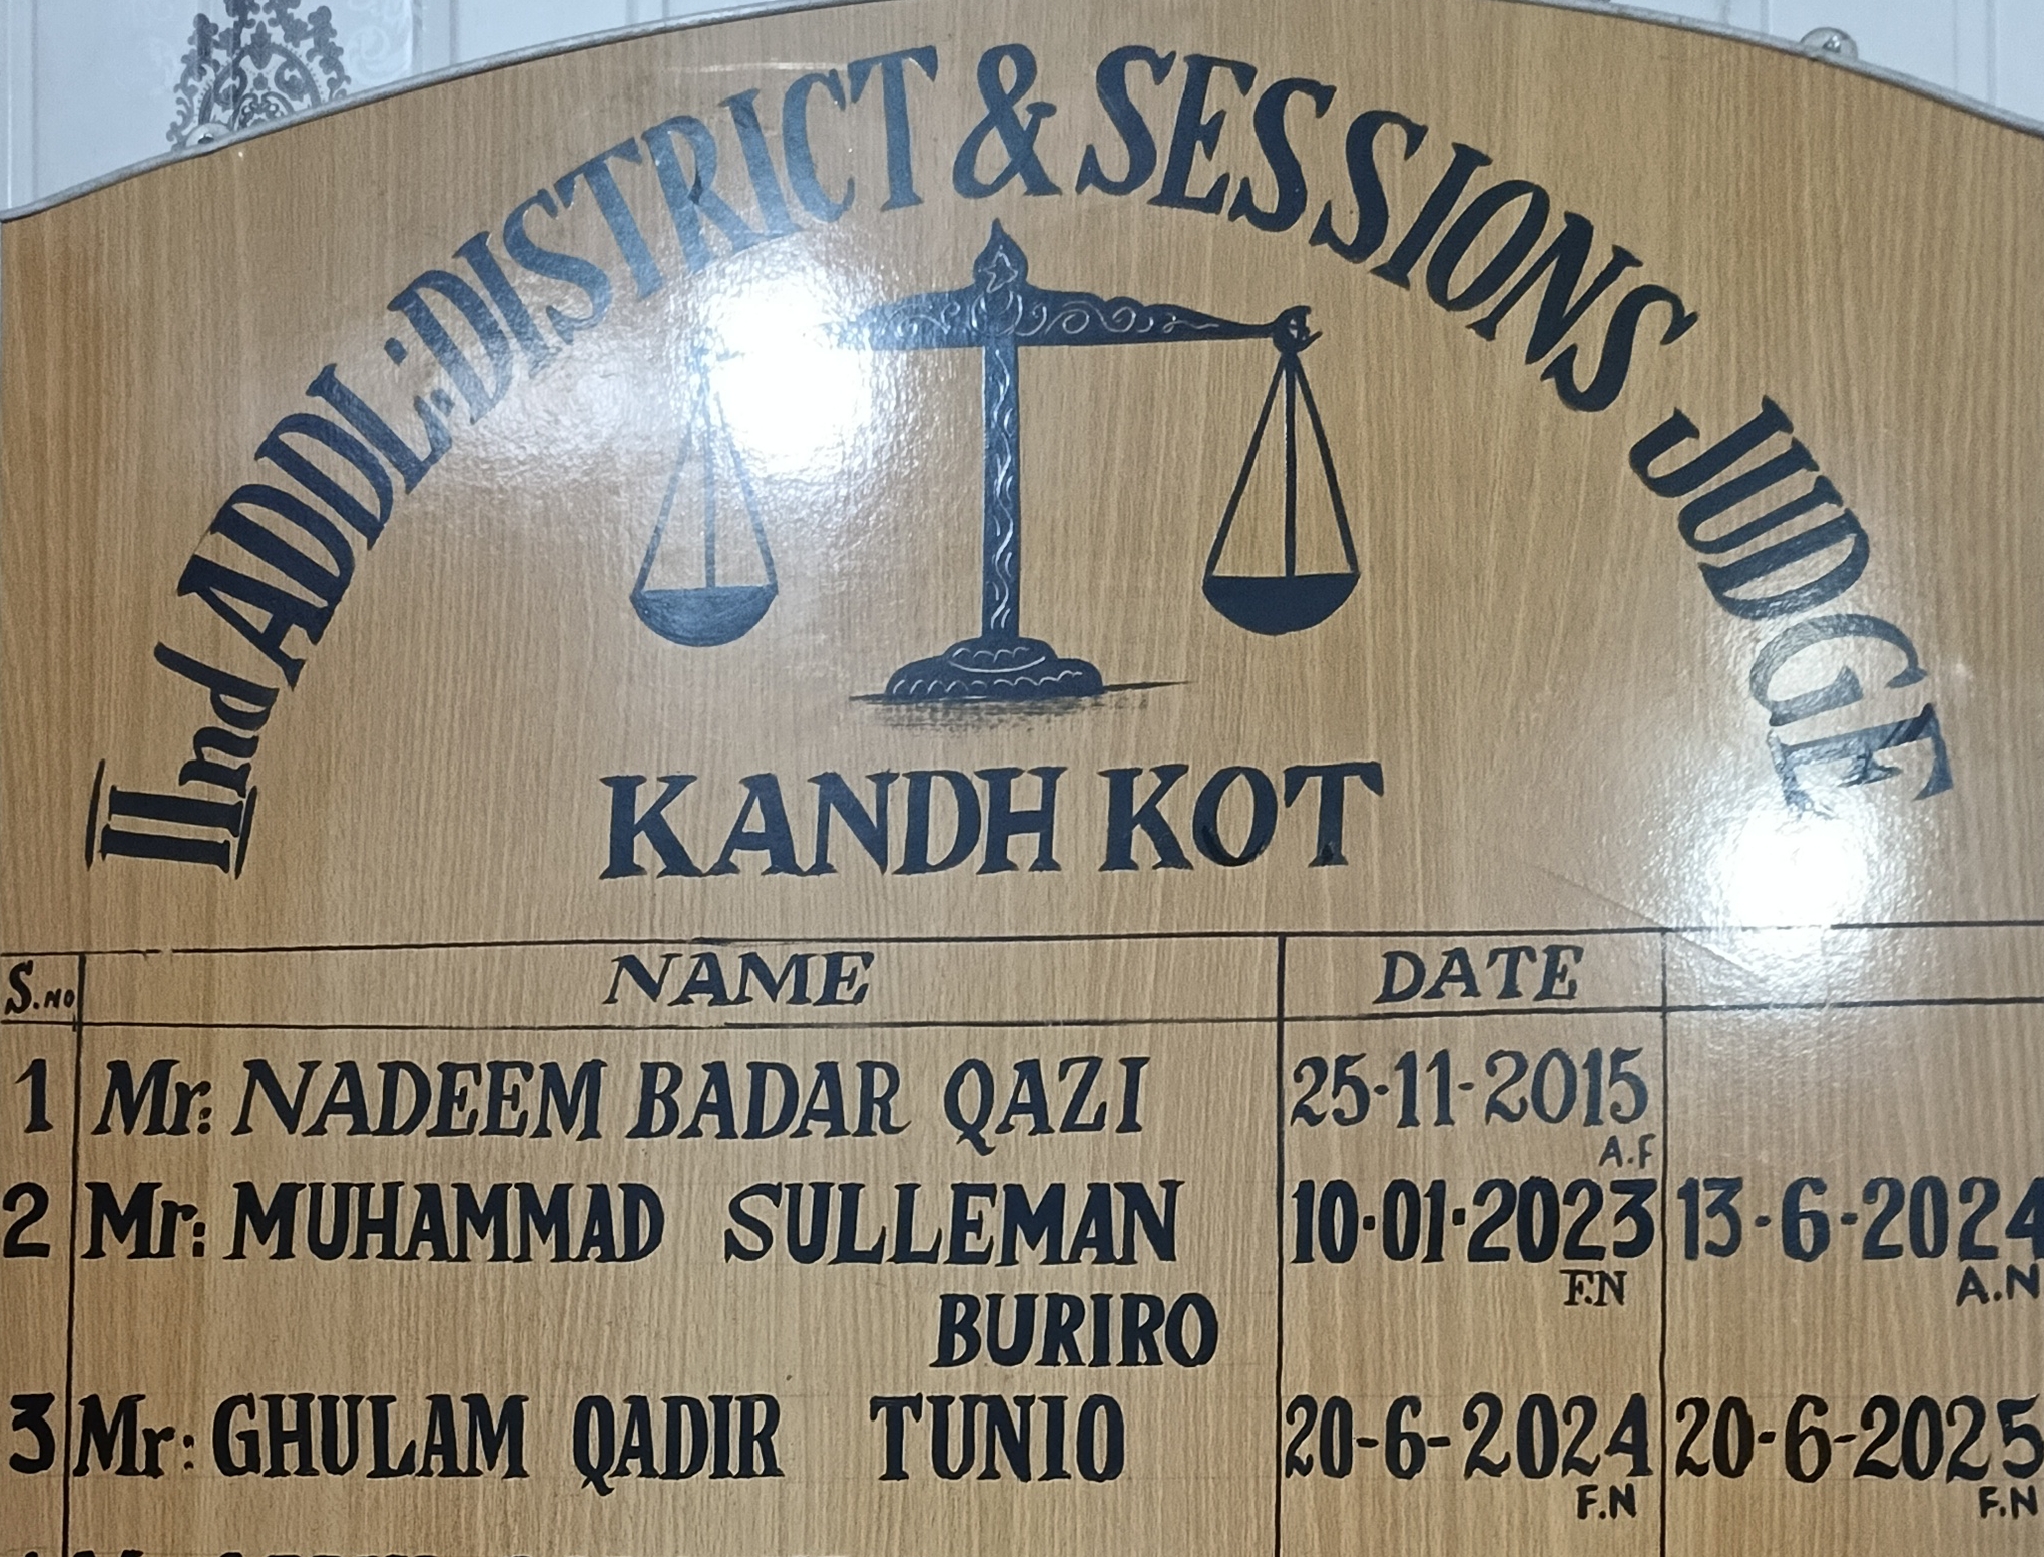 IInd ADDL: DISTRICT & SESSIONS JUDGE
KANDH KOT
S.NO NAME DATE
1 Mr: NADEEM BADAR QAZI 25-11-2015
A.F
2 Mr: MUHAMMAD SULLEMAN 10-01-2023 13-6-2024
F.N A.N
BURIRO
3 Mr: GHULAM QADIR TUNIO 20-6-2024 20-6-2025
F.N F.N